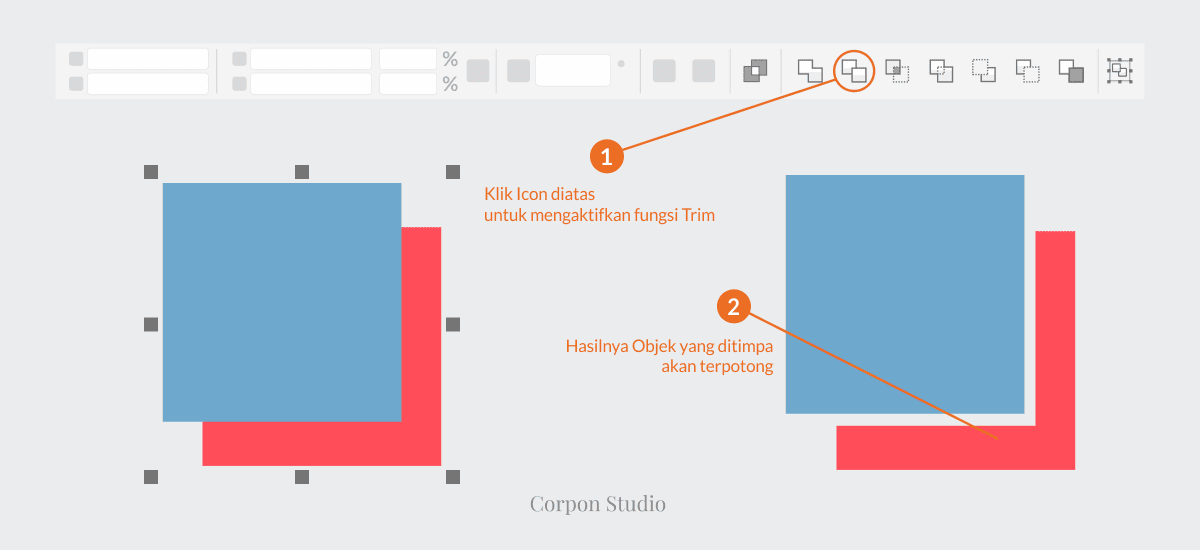 %
%
1
Klik Icon diatas
untuk mengaktifkan fungsi Trim
2
Hasilnya Objek yang ditimpa
akan terpotong
Corpon Studio